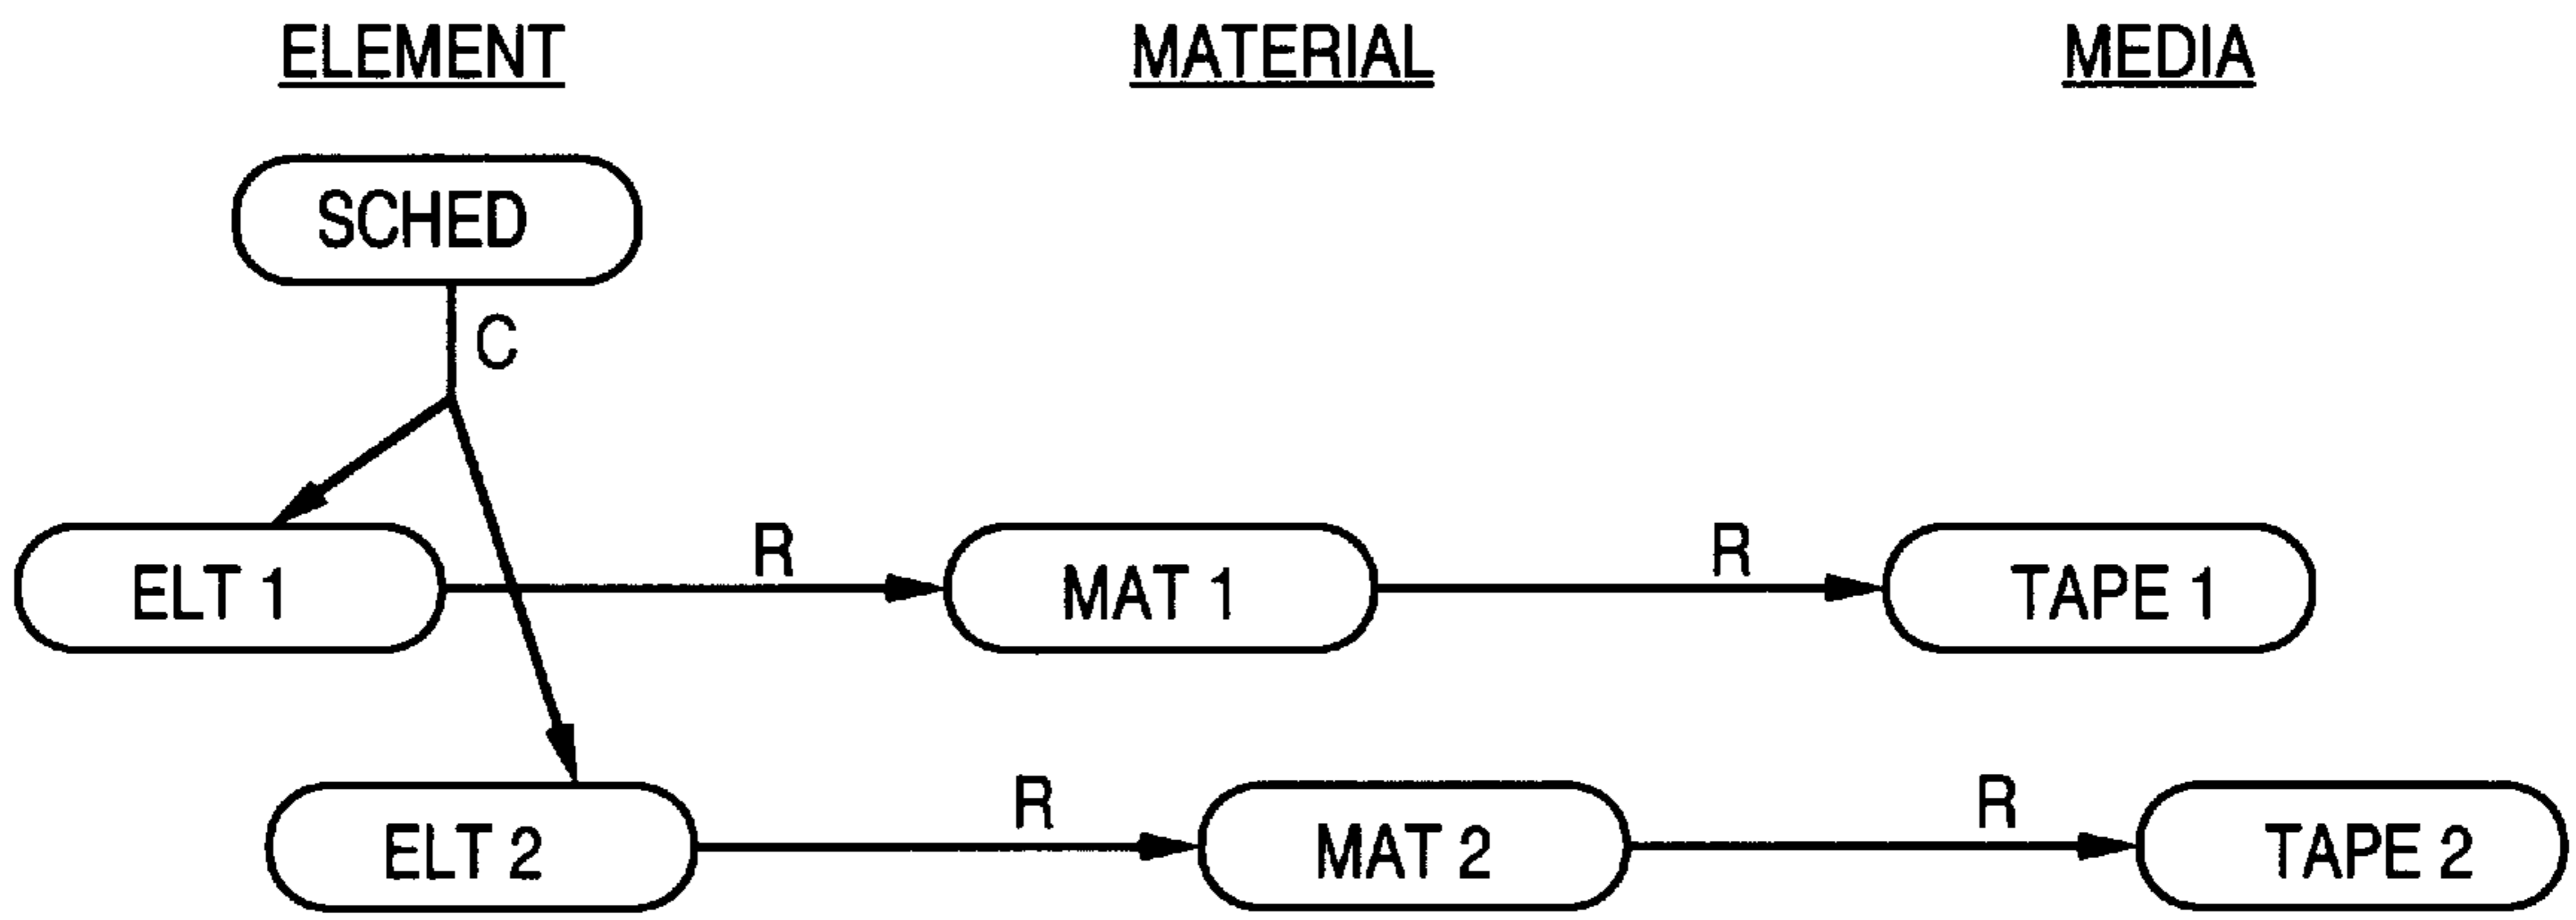 ELEMENT MATERIAL MEDIA
SCHED
C
R R
ELT 1 MAT 1 TAPE 1
R R
ELT 2 MAT 2 TAPE 2